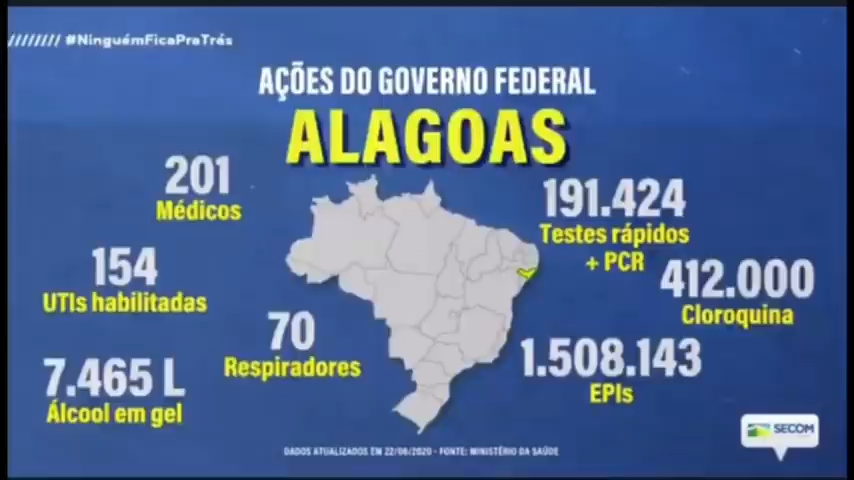 //////// #NinguémFicaPraTrés
AÇÕES DO GOVERNO FEDERAL
ALAGOAS
201
Médicos
191.424
Testes rápidos
+ PCR
154
UTIs habilitadas
412.000
Cloroquina
70
Respiradores
7.465 L
Álcool em gel
1.508.143
EPIs
SECOM
DADOS ATUALIZADOS EM 22/06/2020 - FONTE: MINISTÉRIO DA SAÚDE